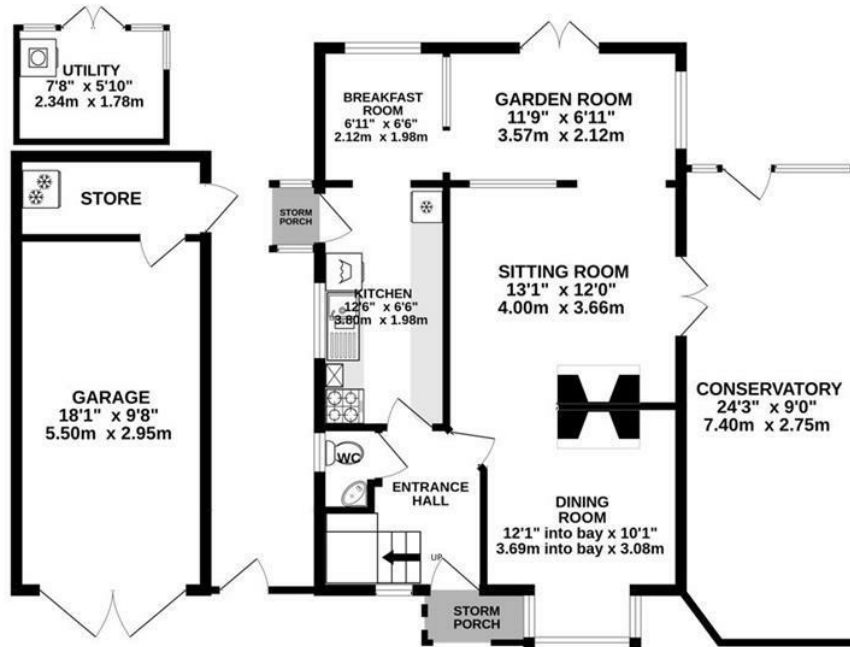 UTILITY
7'8" x 5'10"
2.34m x 1.78m
BREAKFAST
ROOM
6'11" x 6'6"
2.12m x 1.98m
GARDEN ROOM
11'9" x 6'11"
3.57m x 2.12m
STORE
STORM
PORCH
SITTING ROOM
13'1" x 12'0"
4.00m x 3.66m
KITCHEN
12'6" x 6'6"
3.80m x 1.98m
GARAGE
18'1" x 9'8"
5.50m x 2.95m
CONSERVATORY
24'3" x 9'0"
7.40m x 2.75m
WC
ENTRANCE
HALL
DINING
ROOM
12'1" into bay x 10'1"
3.69m into bay x 3.08m
UP
STORM
PORCH